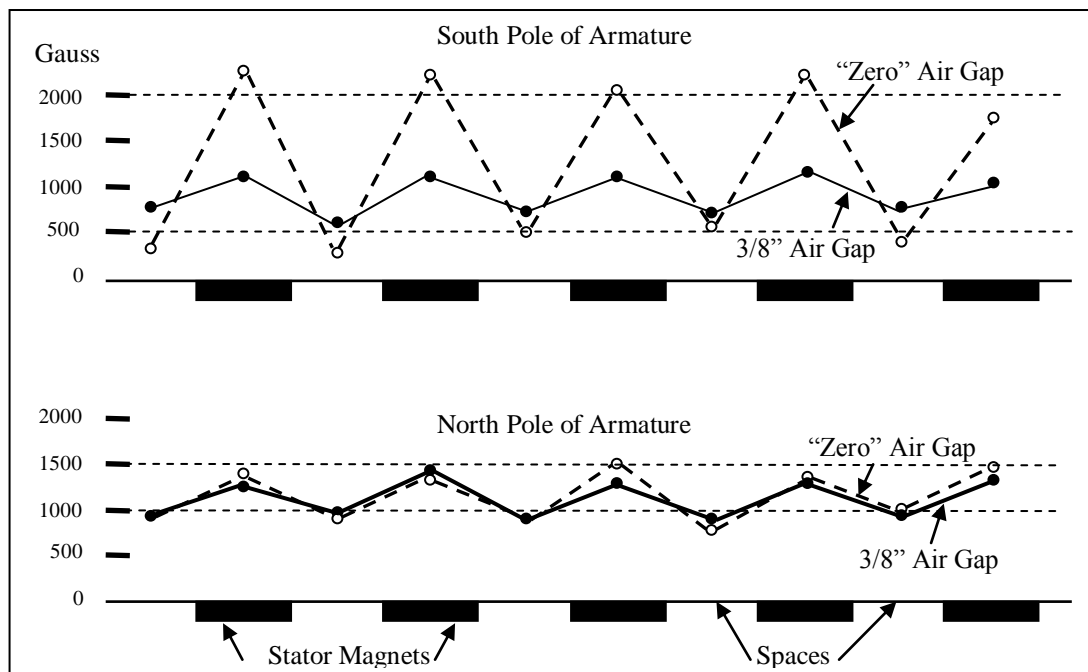 South Pole of Armature
Gauss
“Zero” Air Gap
2000
1500
1000
500
3/8” Air Gap
0
2000
North Pole of Armature
“Zero” Air Gap
1500
1000
3/8” Air Gap
500
0
Stator Magnets
Spaces